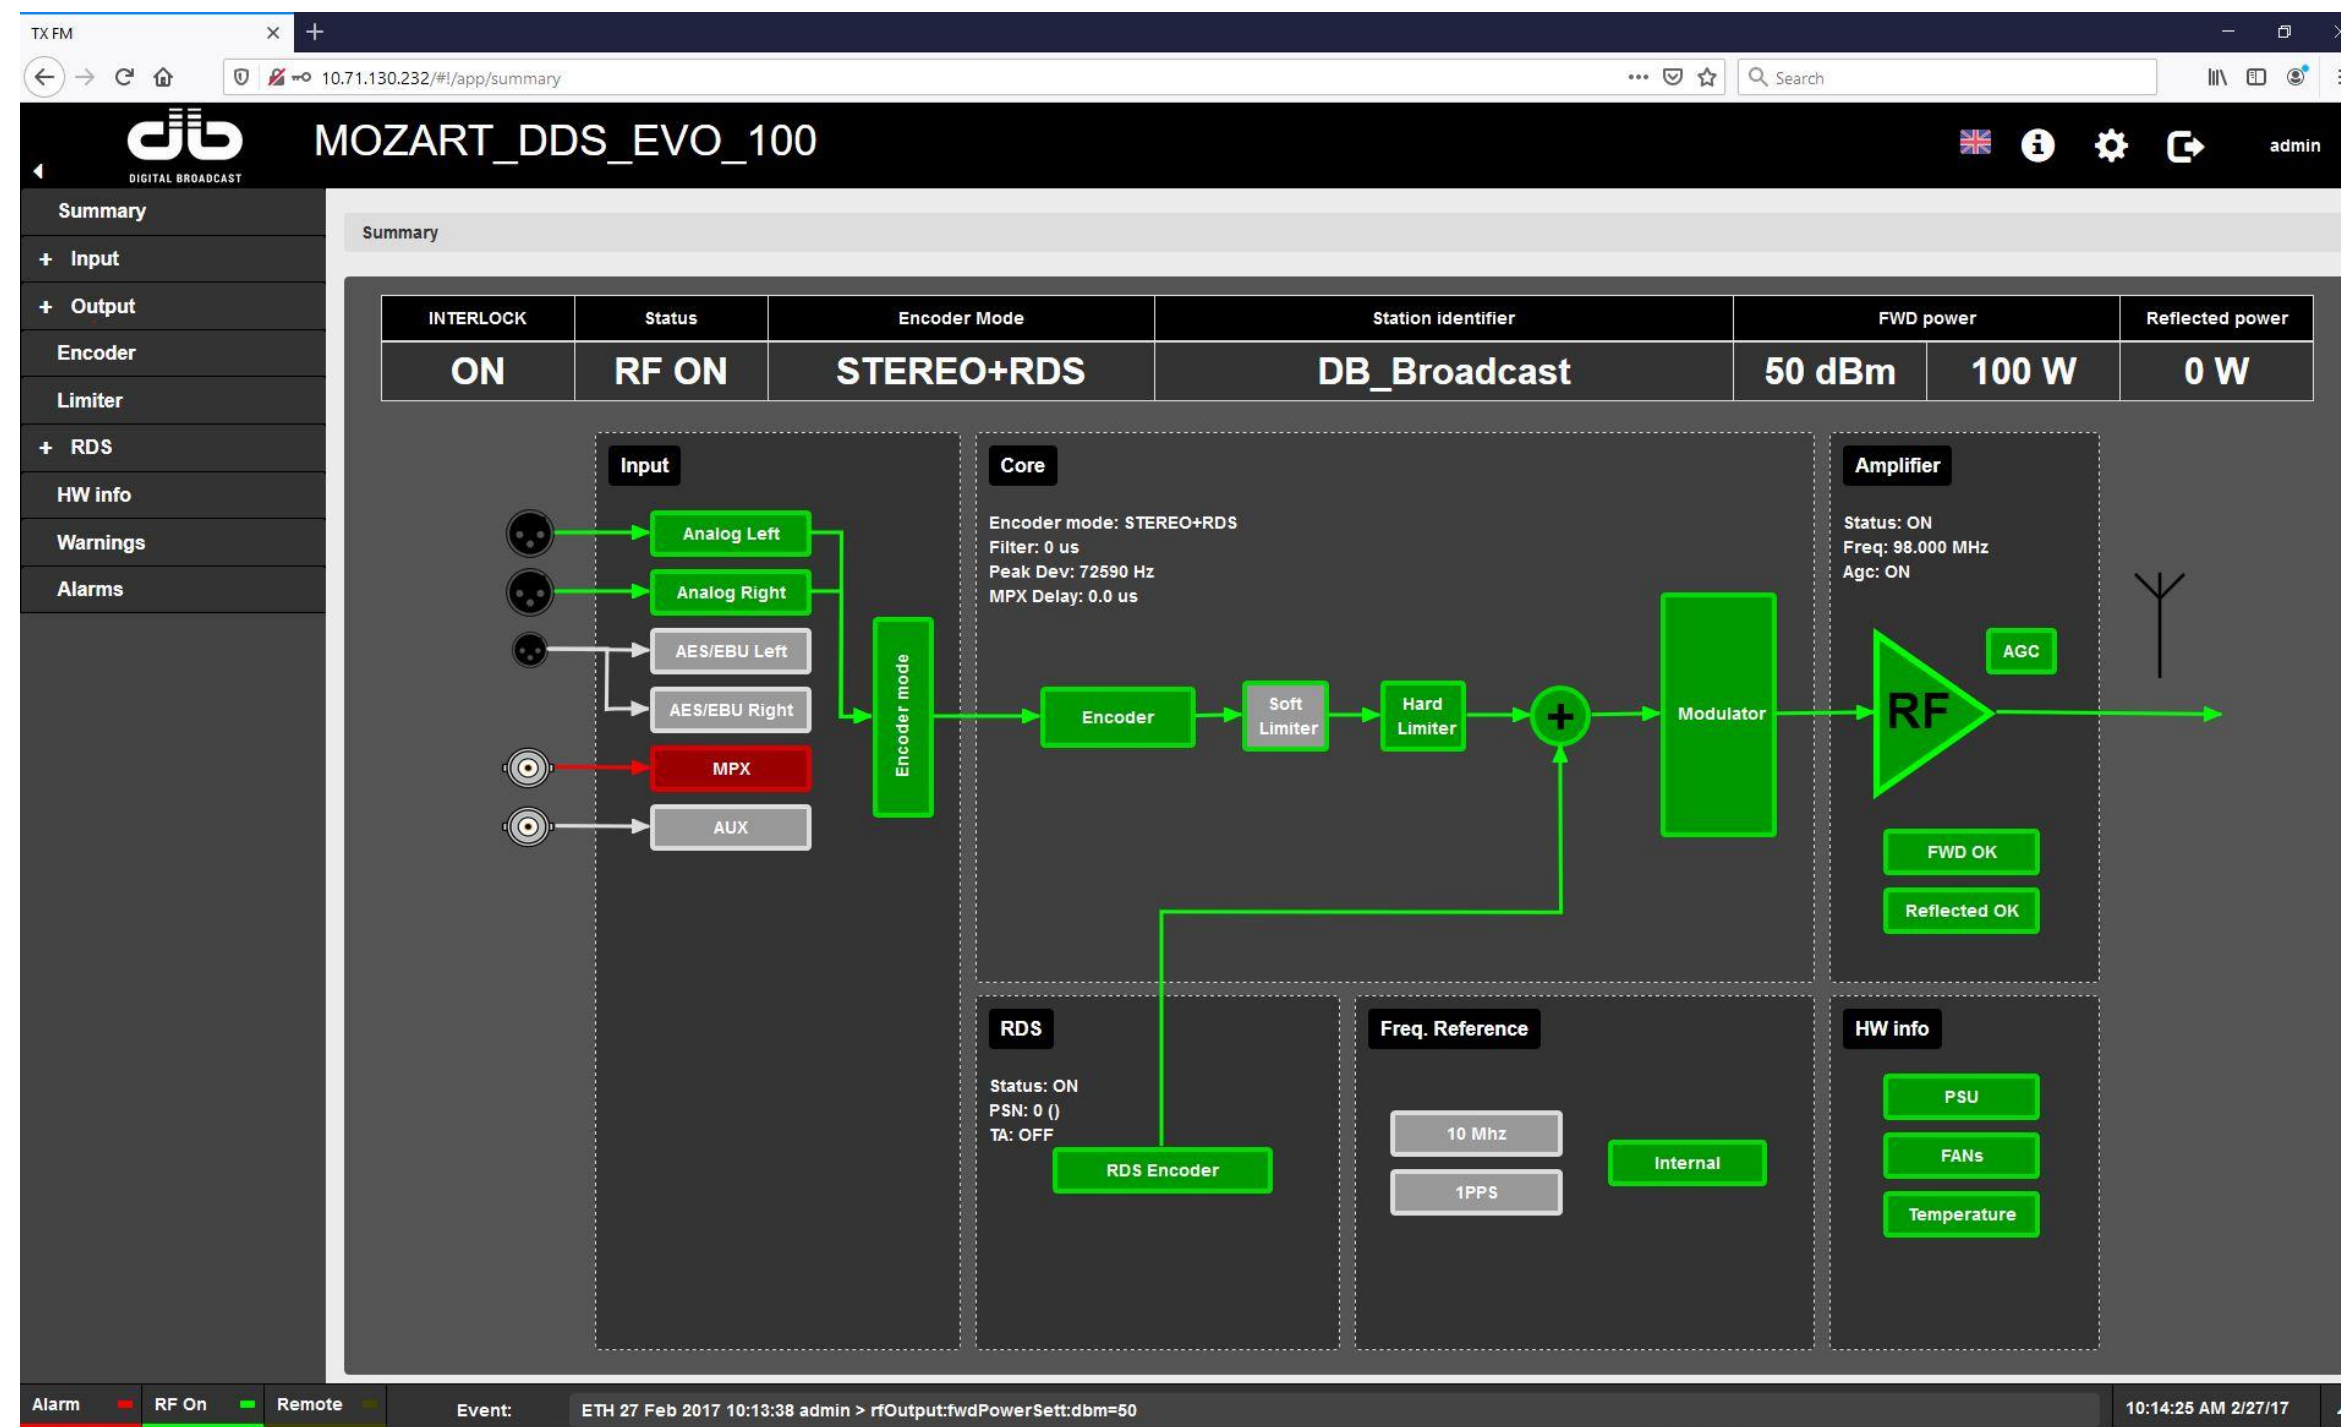 TX FM
10.71.130.232/#!/app/summary
Search
db
DIGITAL BROADCAST
MOZART_DDS_EVO_100
admin
Summary
+ Input
+ Output
Encoder
Limiter
+ RDS
HW info
Warnings
Alarms
Summary
INTERLOCK Status Encoder Mode Station identifier FWD power Reflected power
ON RF ON STEREO+RDS DB_Broadcast 50 dBm 100 W 0 W
Input
Analog Left
Analog Right
AES/EBU Left
AES/EBU Right
MPX
AUX
Encoder mode
Core
Encoder mode: STEREO+RDS
Filter: 0 us
Peak Dev: 72590 Hz
MPX Delay: 0.0 us
Encoder
Soft
Limiter
Hard
Limiter
+
Modulator
Amplifier
Status: ON
Freq: 98.000 MHz
Agc: ON
AGC
RF
FWD OK
Reflected OK
RDS
Status: ON
PSN: 0 ()
TA: OFF
RDS Encoder
Freq. Reference
10 Mhz
1PPS
Internal
HW info
PSU
FANs
Temperature
Alarm RF On Remote Event: ETH 27 Feb 2017 10:13:38 admin > rfOutput:fwdPowerSett:dbm=50 10:14:25 AM 2/27/17